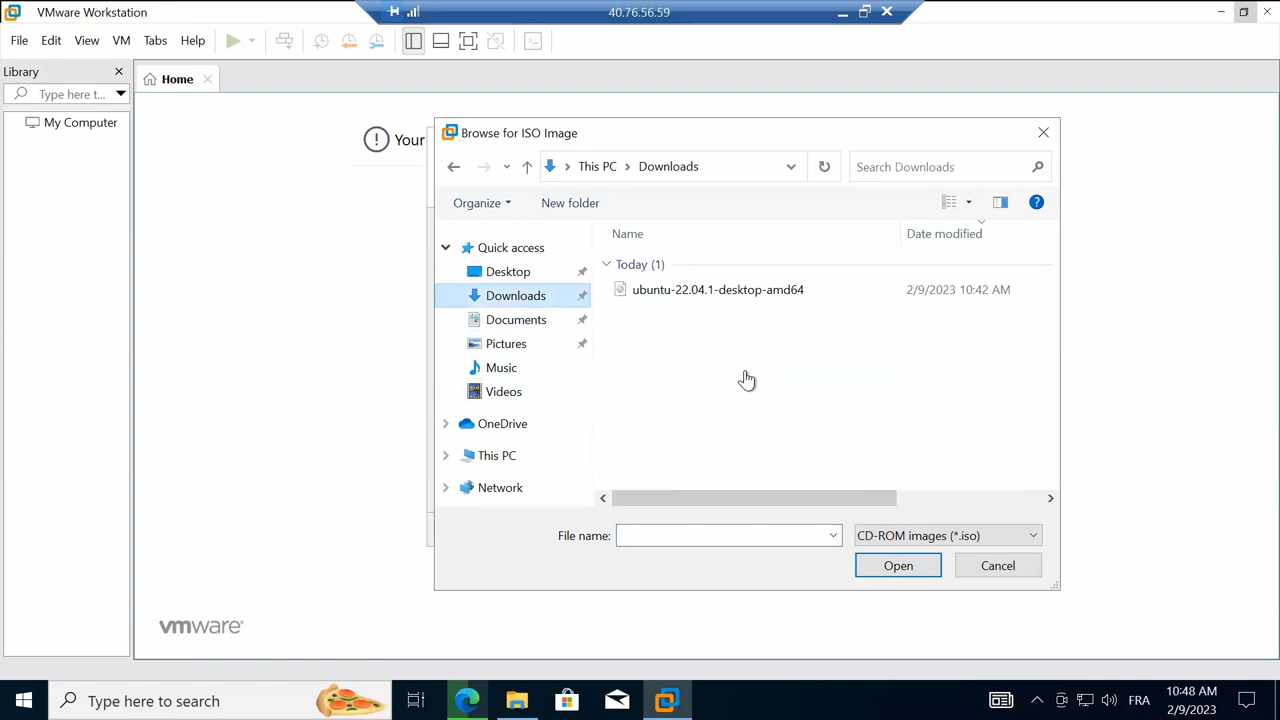 VMware Workstation
40.76.56.59
File Edit View VM Tabs Help
Library
Type here t...
My Computer
Home
Your
Browse for ISO Image
This PC > Downloads
Search Downloads
Organize
New folder
Name
Date modified
Quick access
Desktop
Downloads
Documents
Pictures
Music
Videos
OneDrive
This PC
Network
Today (1)
ubuntu-22.04.1-desktop-amd64
2/9/2023 10:42 AM
File name:
CD-ROM images (*.iso)
Open
Cancel
vmware®
Type here to search
FRA
10:48 AM
2/9/2023